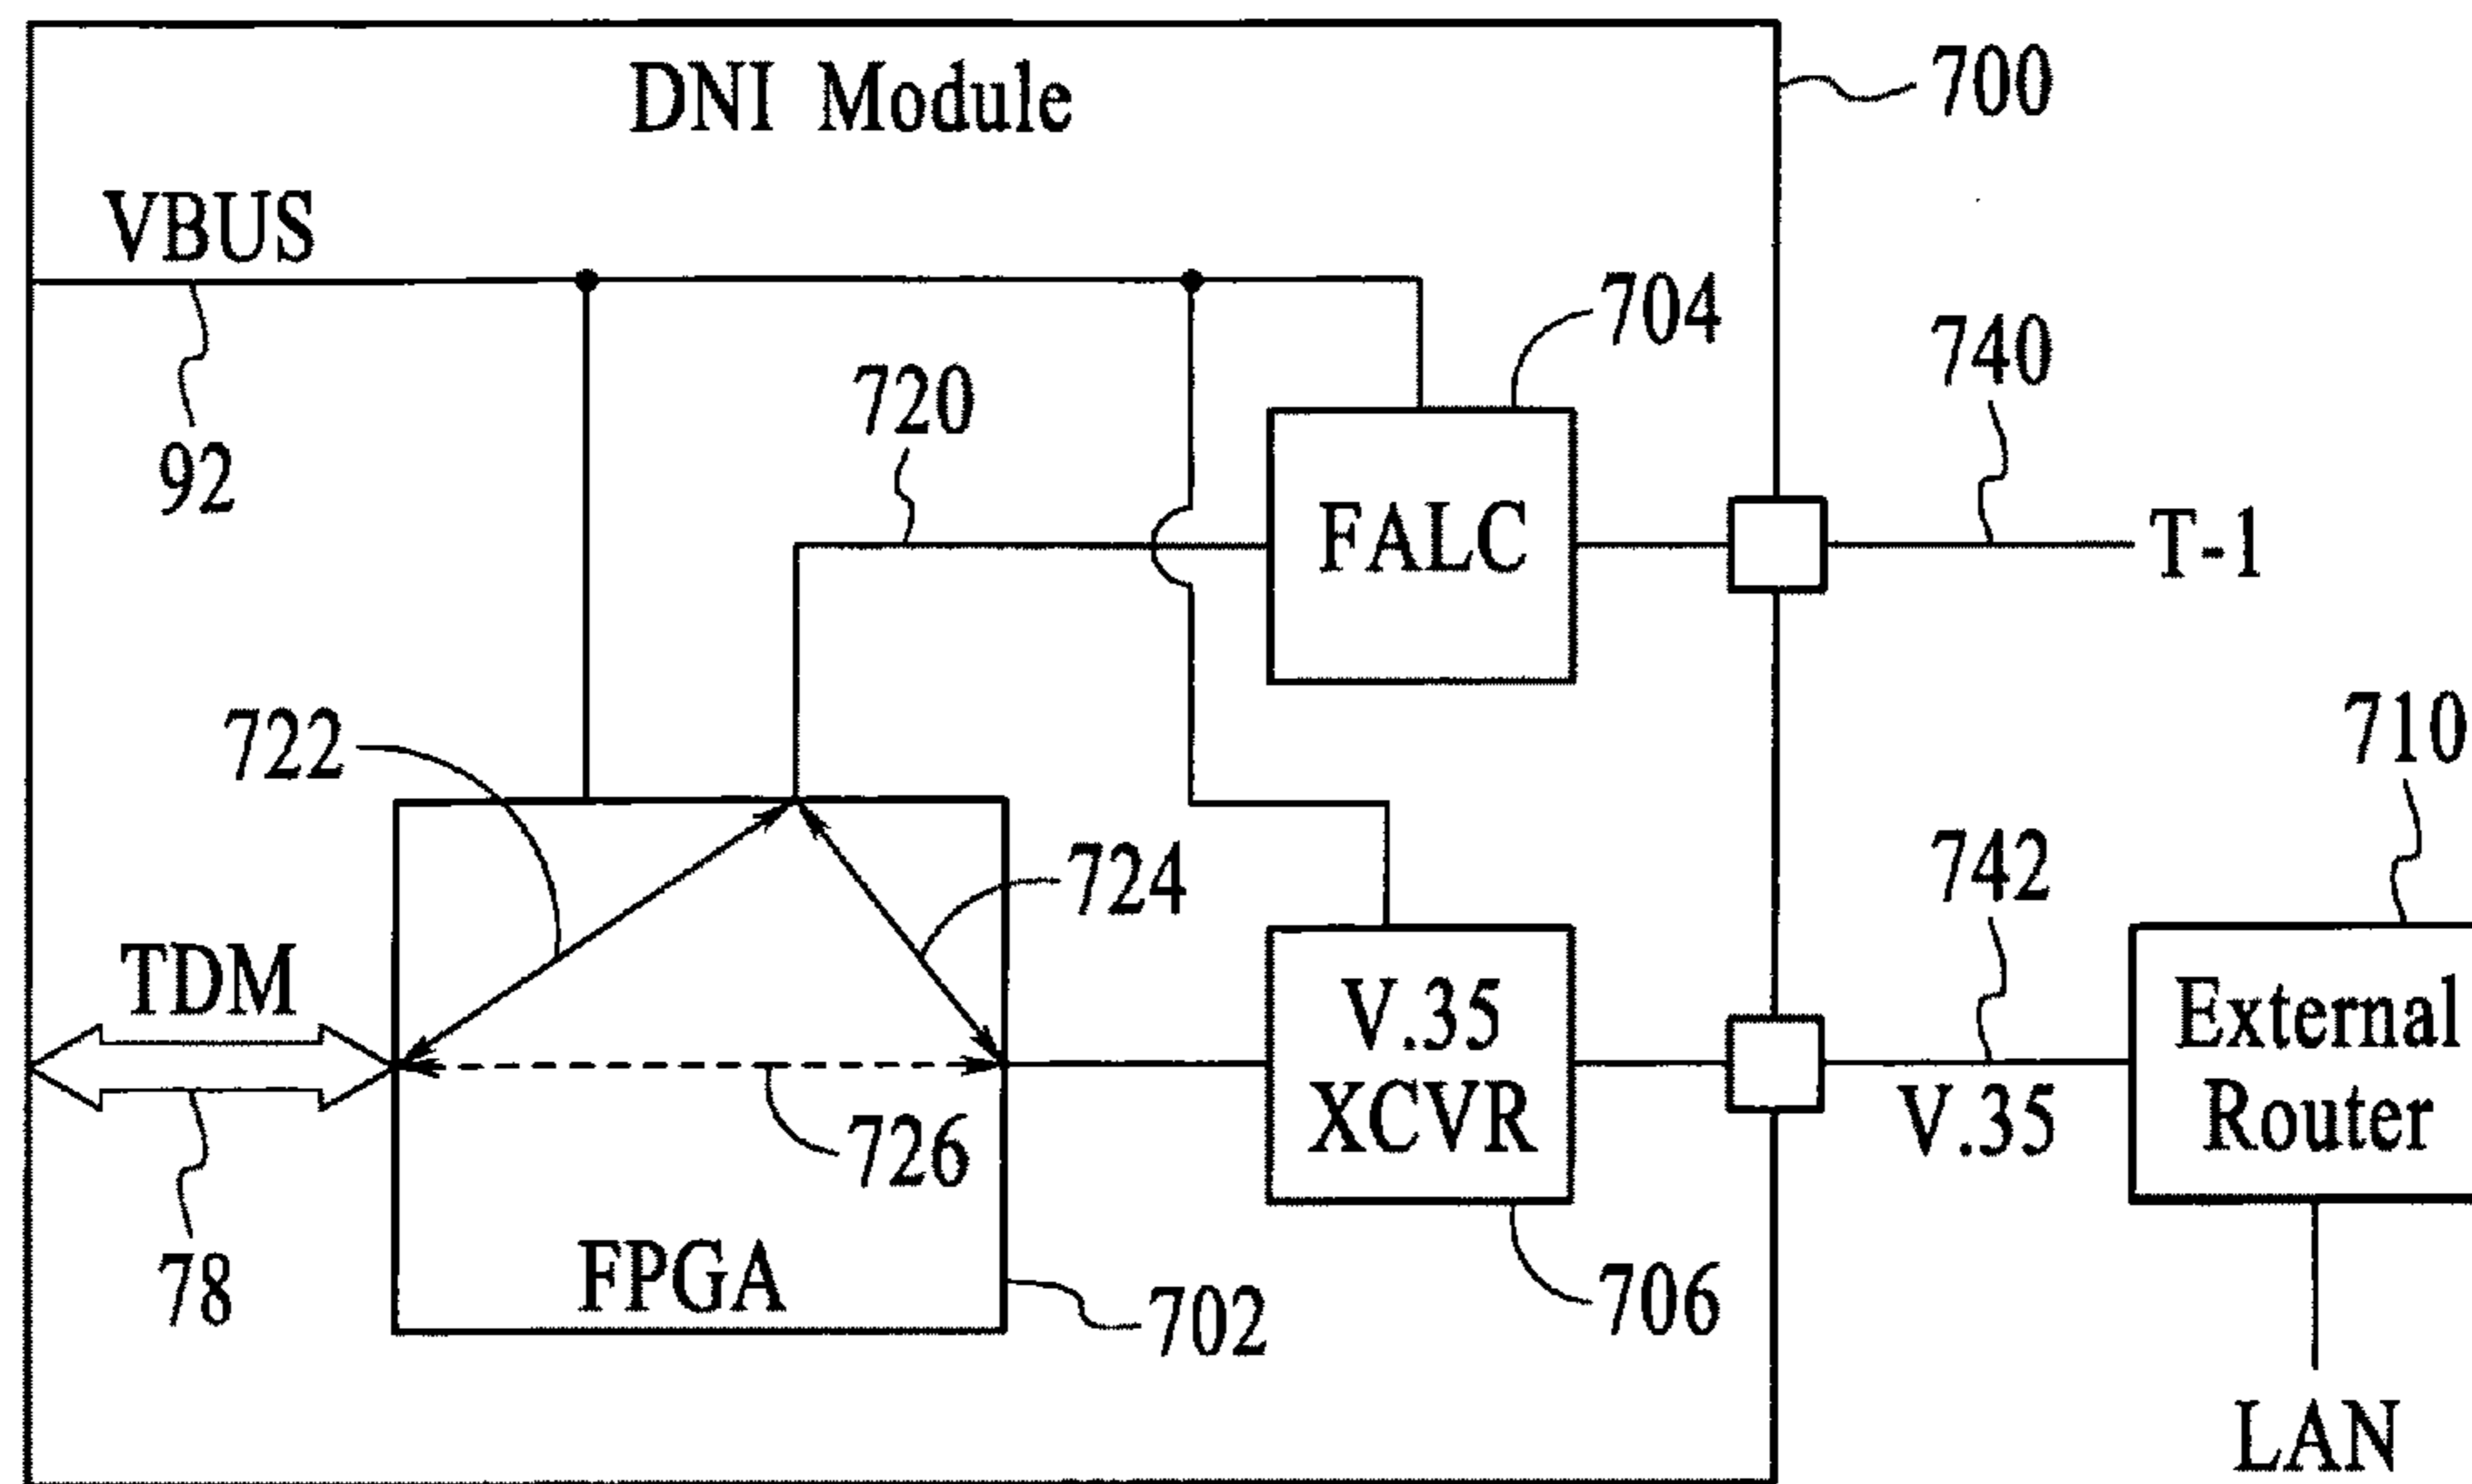 DNI Module
700
VBUS
92
704
740
720
FALC
T-1
722
710
724
742
TDM
V.35
XCVR
External
Router
V.35
726
78
FPGA
702
706
LAN